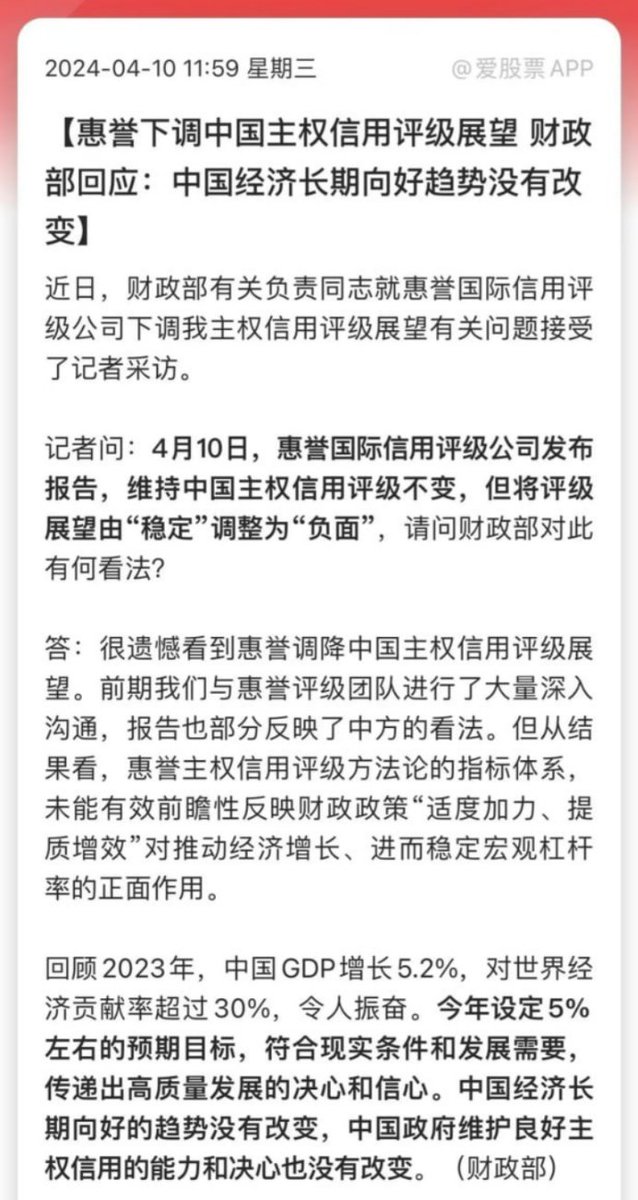 2024-04-10 11:59 星期三
@爱股票APP
【惠誉下调中国主权信用评级展望 财政
部回应：中国经济长期向好趋势没有改
变】
近日，财政部有关负责同志就惠誉国际信用评
级公司下调我主权信用评级展望有关问题接受
了记者采访。
记者问：4月10日，惠誉国际信用评级公司发布
报告，维持中国主权信用评级不变，但将评级
展望由“稳定”调整为“负面”，请问财政部对此
有何看法？
答：很遗憾看到惠誉调降中国主权信用评级展
望。前期我们与惠誉评级团队进行了大量深入
沟通，报告也部分反映了中方的看法。但从结
果看，惠誉主权信用评级方法论的指标体系，
未能有效前瞻性反映财政政策“适度加力、提
质增效”对推动经济增长、进而稳定宏观杠杆
率的正面作用。
回顾2023年，中国GDP增长5.2%，对世界经
济贡献率超过30%，令人振奋。今年设定5%
左右的预期目标，符合现实条件和发展需要，
传递出高质量发展的决心和信心。中国经济长
期向好的趋势没有改变，中国政府维护良好主
权信用的能力和决心也没有改变。（财政部）